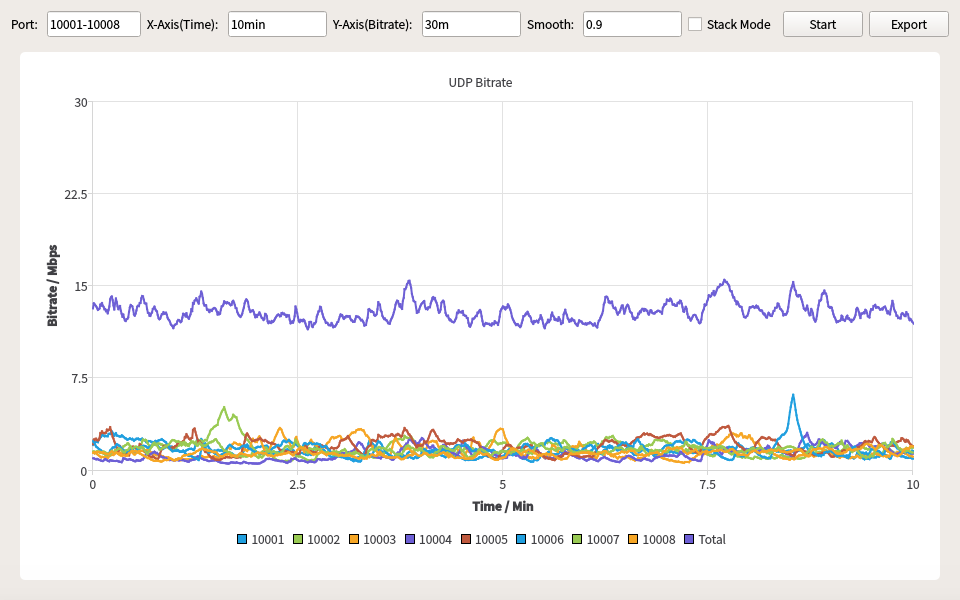 Port: 10001-10008 X-Axis(Time): 10min Y-Axis(Bitrate): 30m Smooth: 0.9 Stack Mode Start Export
UDP Bitrate
30
22.5
15
7.5
0
Bitrate / Mbps
0 2.5 5 7.5 10
Time / Min
10001 10002 10003 10004 10005 10006 10007 10008 Total